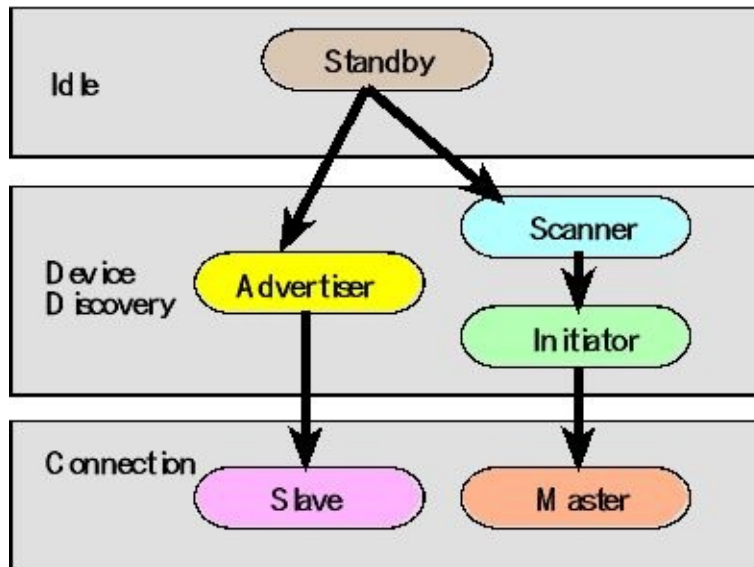 Standby
Idle
Scanner
Device
Discovery
Advertiser
Initiator
Connection
Slave
Master